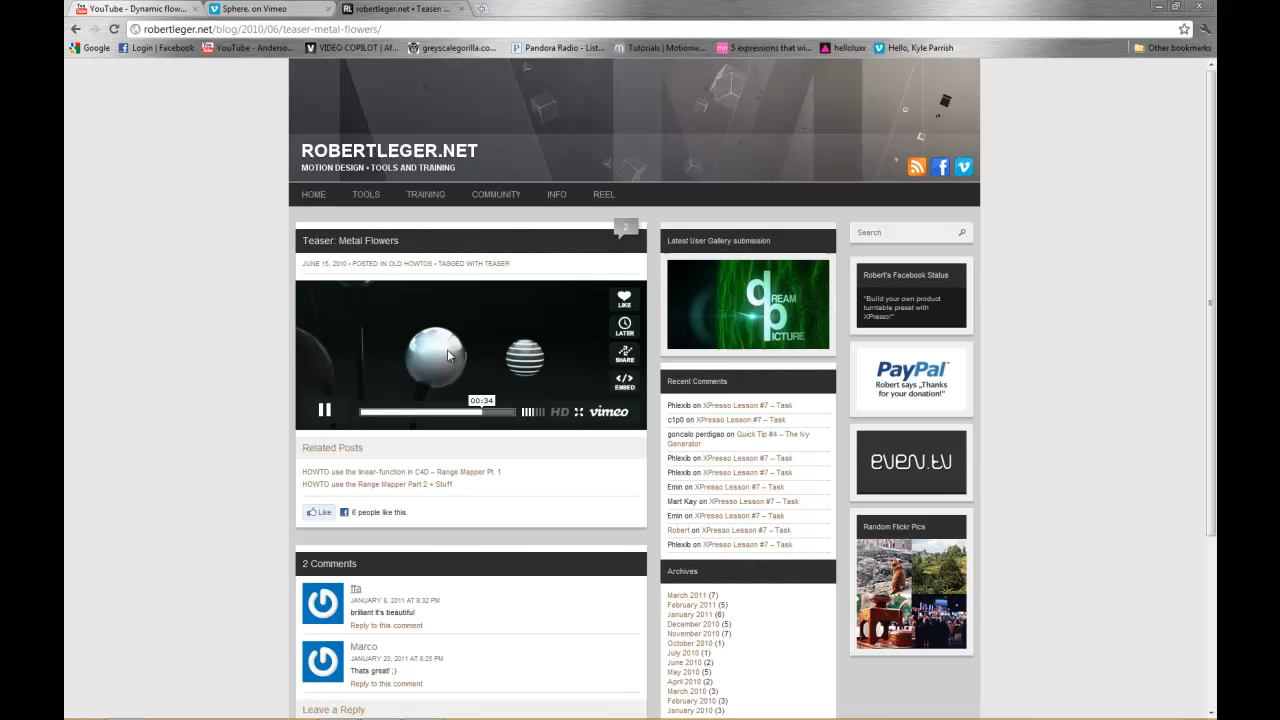 YouTube - Dynamic flow...
Sphere. on Vimeo
robertleger.net • Teaser: ...
robertleger.net/blog/2010/06/teaser-metal-flowers/
Google
Login | Facebook
YouTube - Anderso...
VIDEO COPILOT | Af...
greyscalegorilla.co...
Pandora Radio - List...
Tutorials | Motionw...
5 expressions that wi...
helloluxx
Hello, Kyle Parrish
Other bookmarks
ROBERTLEGER.NET
MOTION DESIGN • TOOLS AND TRAINING
HOME
TOOLS
TRAINING
COMMUNITY
INFO
REEL
2
Teaser: Metal Flowers
JUNE 15, 2010 • POSTED IN OLD HOWTOS • TAGGED WITH TEASER
LIKE
LATER
SHARE
EMBED
00:34
HD
vimeo
Related Posts
HOWTO use the linear-function in C4D – Range Mapper Pt. 1
HOWTO use the Range Mapper Part 2 + Stuff
Like
6 people like this.
2 Comments
ffa
JANUARY 9, 2011 AT 8:32 PM
brilliant it's beautiful
Reply to this comment
Marco
JANUARY 20, 2011 AT 8:25 PM
Thats great! ;)
Reply to this comment
Leave a Reply
Latest User Gallery submission
dREAM
pICTURE
Recent Comments
Phlexib on XPresso Lesson #7 – Task
c1p0 on XPresso Lesson #7 – Task
goncalo perdigao on Quick Tip #4 – The Ivy
Generator
Phlexib on XPresso Lesson #7 – Task
Phlexib on XPresso Lesson #7 – Task
Emin on XPresso Lesson #7 – Task
Mart Kay on XPresso Lesson #7 – Task
Emin on XPresso Lesson #7 – Task
Robert on XPresso Lesson #7 – Task
Phlexib on XPresso Lesson #7 – Task
Archives
March 2011 (7)
February 2011 (5)
January 2011 (6)
December 2010 (5)
November 2010 (7)
October 2010 (1)
July 2010 (1)
June 2010 (2)
May 2010 (5)
April 2010 (2)
March 2010 (3)
February 2010 (3)
January 2010 (3)
Search
Robert's Facebook Status
"Build your own product
turntable preset with
XPresso!"
PayPal
Robert says „Thanks
for your donation!"
even.tv
Random Flickr Pics